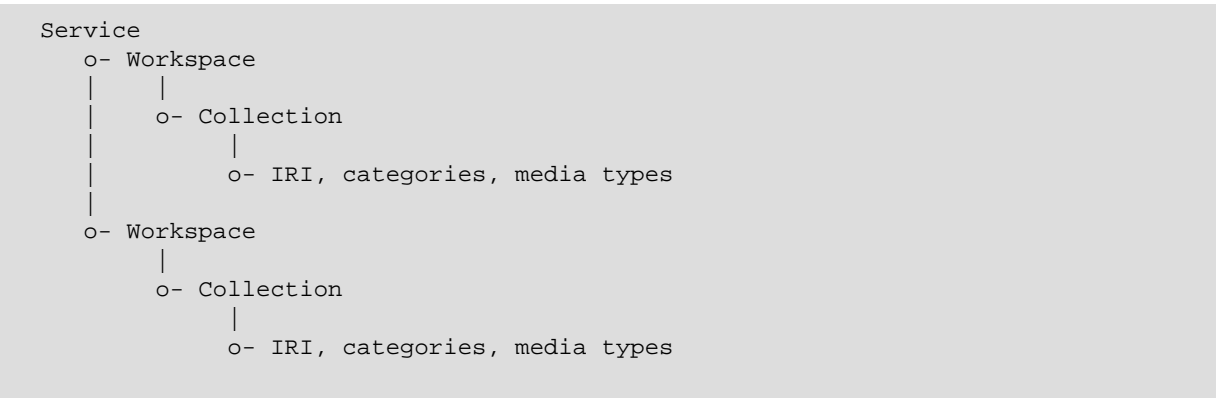 Service
   o- Workspace
   |    |
   |    o- Collection
   |         |
   |         o- IRI, categories, media types
   |
   o- Workspace
        |
        o- Collection
             |
             o- IRI, categories, media types